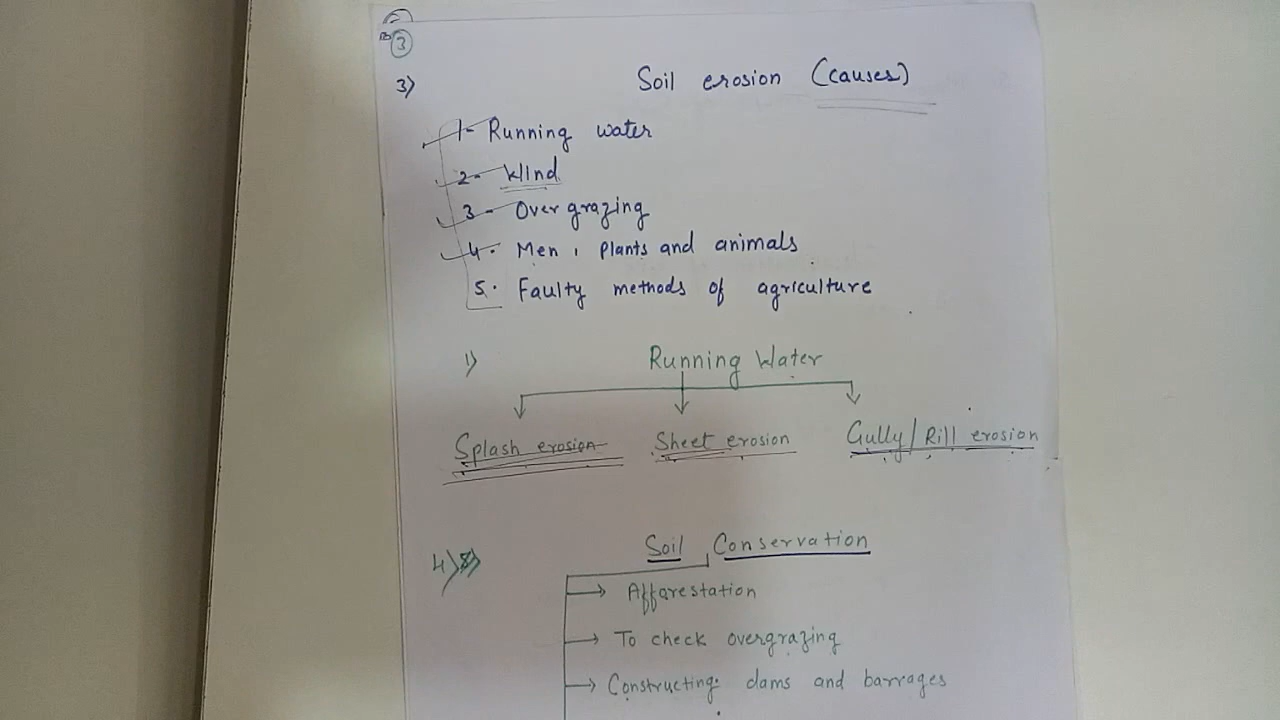 3
3) Soil erosion (causes)
1- Running water
2- Wind
3- Overgrazing
4. Men, Plants and animals
5. Faulty methods of agriculture
1) Running Water
Splash erosion Sheet erosion Gully/Rill erosion
4) Soil Conservation
Affarestation
To check overgrazing
Constructing dams and barrages